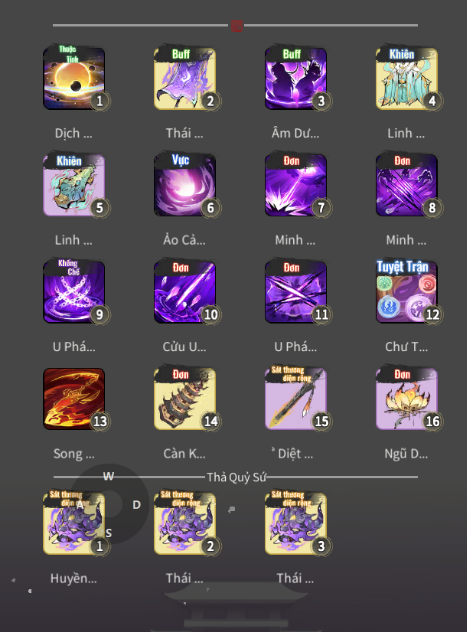 Thuộc
Tính
Buff
Buff
Khiên
1
2
3
4
Dịch ...
Thái ...
Âm Dư...
Linh ...
Khiên
Vực
Đơn
Đơn
5
6
7
8
Linh ...
Ảo Cả...
Minh ...
Minh ...
Khống
Chế
Đơn
Đơn
Tuyệt Trận
9
10
11
12
U Phá...
Cửu U...
U Phá...
Chư T...
Đơn
Sát thương
diện rộng
Đơn
13
14
15
16
Song ...
Càn K...
Diệt ...
Ngũ D...
Thả Quỷ Sứ
W
A
S
D
Sát thương
diện rộng
Sát thương
diện rộng
Sát thương
diện rộng
1
2
3
Huyền...
Thái ...
Thái ...